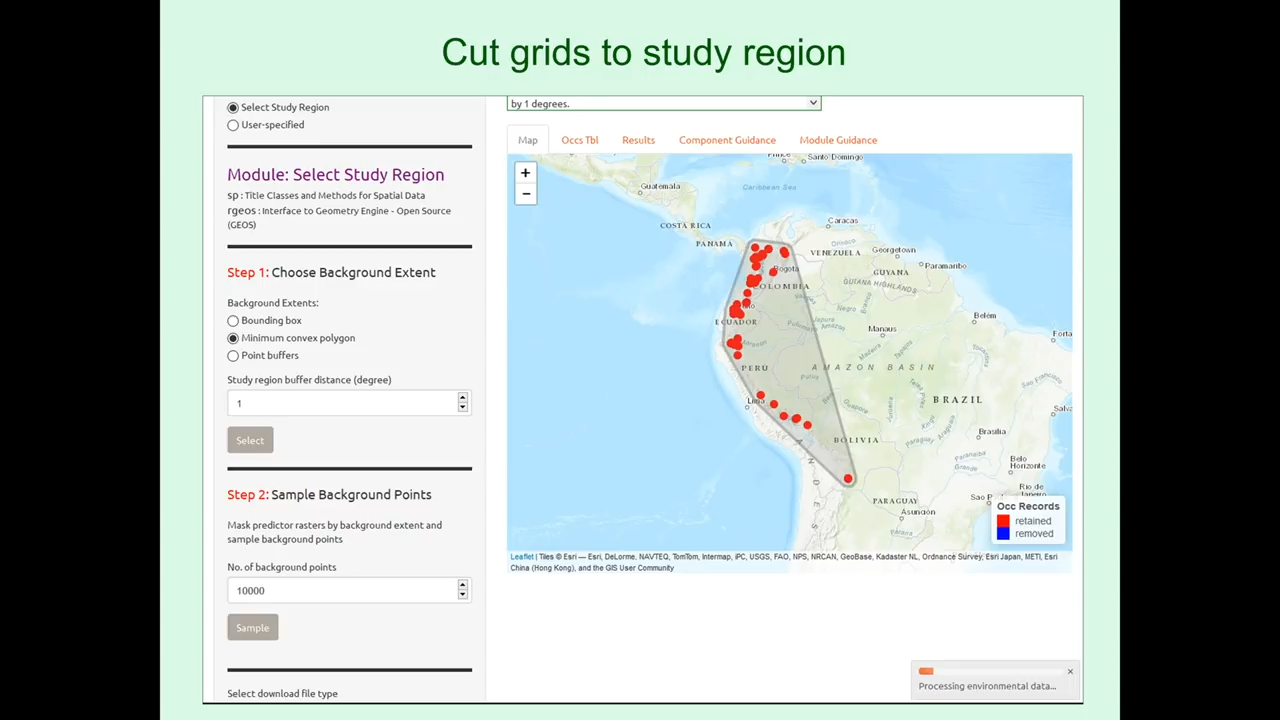 Cut grids to study region
Select Study Region
User-specified
Module: Select Study Region
sp : Title Classes and Methods for Spatial Data
rgeos : Interface to Geometry Engine - Open Source
(GEOS)
Step 1: Choose Background Extent
Background Extents:
Bounding box
Minimum convex polygon
Point buffers
Study region buffer distance (degree)
1
Select
Step 2: Sample Background Points
Mask predictor rasters by background extent and
sample background points
No. of background points
10000
Sample
Select download file type
by 1 degrees.
Map Occs Tbl Results Component Guidance Module Guidance
+
−
Santo Domingo
Guatemala
Caribbean Sea
COSTA RICA
Caracas
PANAMA
VENEZUELA
Georgetown
Paramaribo
GUYANA
Bogota
COLOMBIA
GUIANA HIGHLANDS
ECUADOR
Belém
Manaus
PERU
AMAZON BASIN
Lima
BRAZIL
BOLIVIA
Brasília
Belo
Horizonte
PARAGUAY
Rio de
Asunción
Occ Records
retained
removed
Leaflet | Tiles © Esri — Esri, DeLorme, NAVTEQ, TomTom, Intermap, iPC, USGS, FAO, NPS, NRCAN, GeoBase, Kadaster NL, Ordnance Survey, Esri Japan, METI, Esri
China (Hong Kong), and the GIS User Community
Processing environmental data...
×